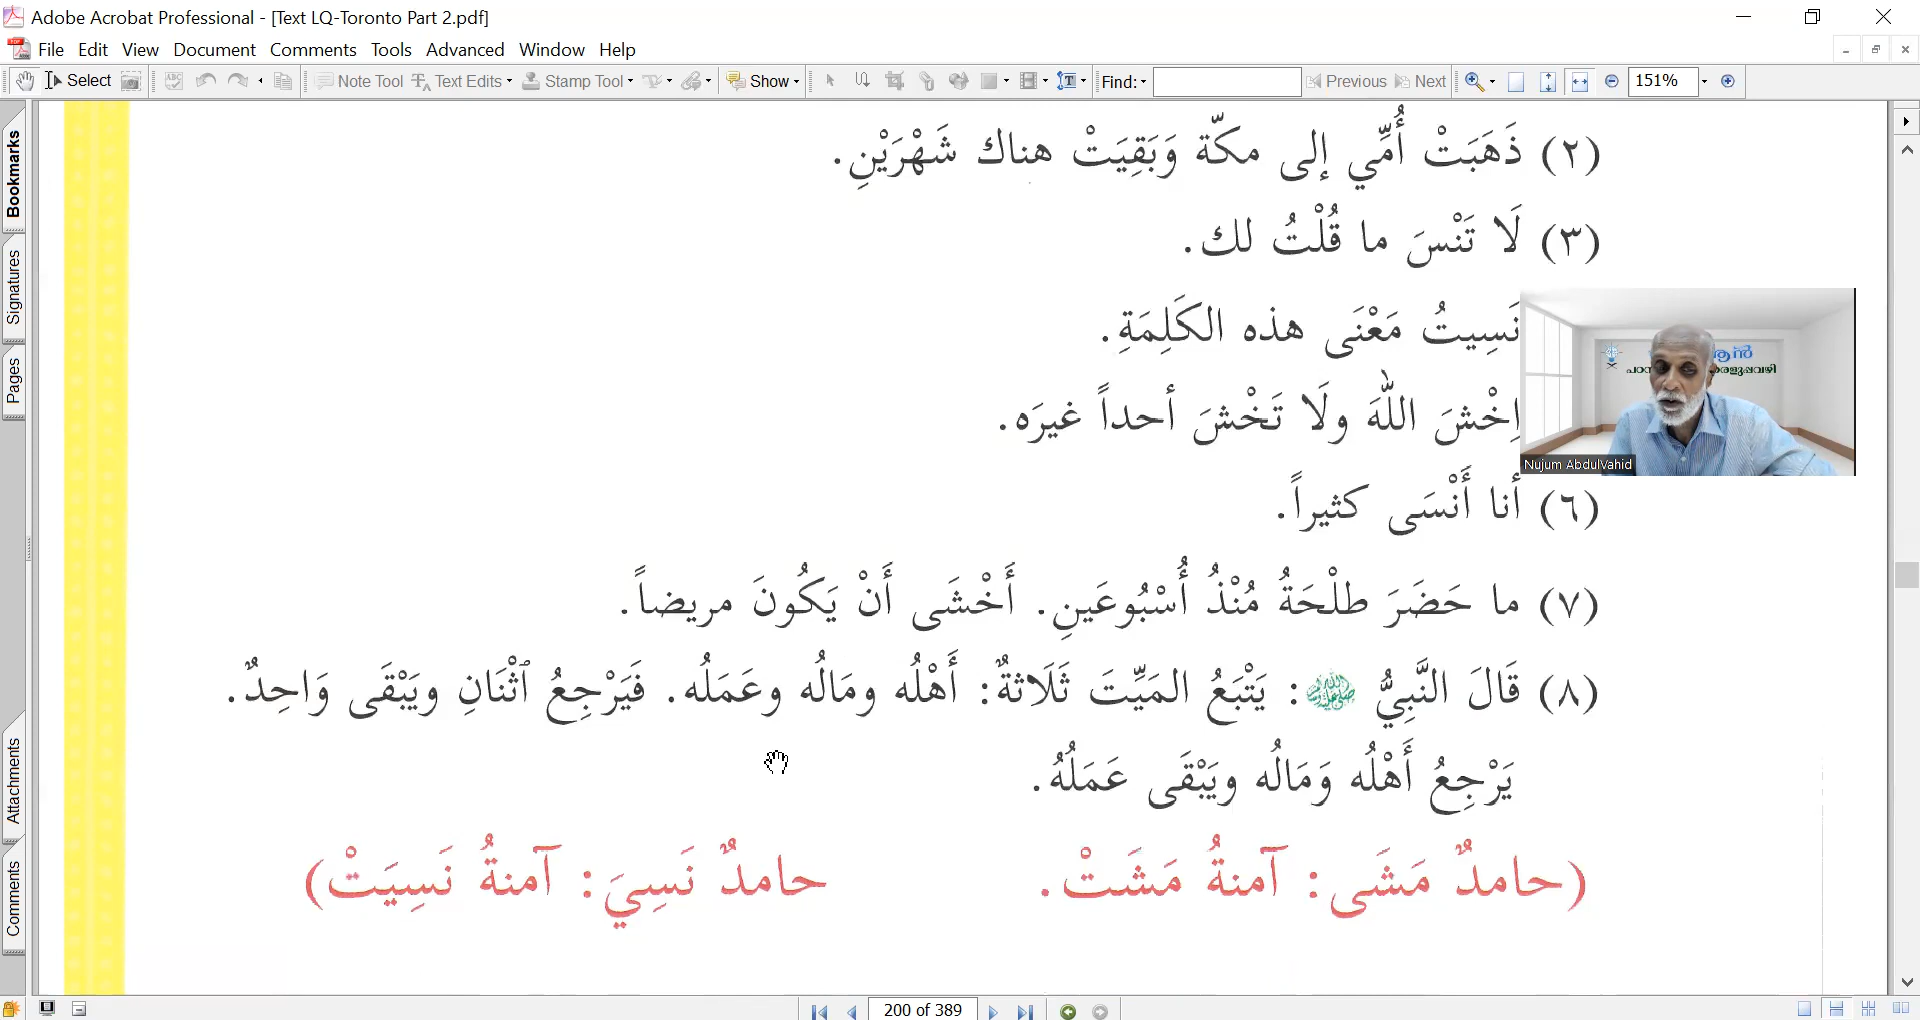 Adobe Acrobat Professional - [Text LQ-Toronto Part 2.pdf]
File Edit View Document Comments Tools Advanced Window Help
Select Note Tool Text Edits Stamp Tool Show Find: Previous Next 151%
Bookmarks
Signatures
Pages
Attachments
Comments
(٢) ذَهَبَتْ أُمِّي إلى مكّة وَبَقِيَتْ هناك شَهْرَيْنِ.
(٣) لَا تَنْسَ ما قُلْتُ لك.
نَسِيتُ مَعْنَى هذه الكَلِمَةِ.
اِخْشَ اللهَ ولَا تَخْشَ أحداً غيرَه.
(٦) أنا أَنْسَى كثيراً.
(٧) ما حَضَرَ طلْحَةُ مُنْذُ أُسْبُوعَينِ. أَخْشَى أَنْ يَكُونَ مريضاً.
(٨) قَالَ النَّبِيُّ ﷺ: يَتْبَعُ المَيِّتَ ثَلَاثةٌ: أَهْلُه ومَالُه وعَمَلُه. فَيَرْجِعُ ٱثْنَانِ ويَبْقَى وَاحِدٌ.
يَرْجِعُ أَهْلُه وَمَالُه ويَبْقَى عَمَلُهُ.
(حامدٌ مَشَى: آمنةُ مَشَتْ. حامدٌ نَسِيَ: آمنةُ نَسِيَتْ)
Nujum AbdulVahid
200 of 389